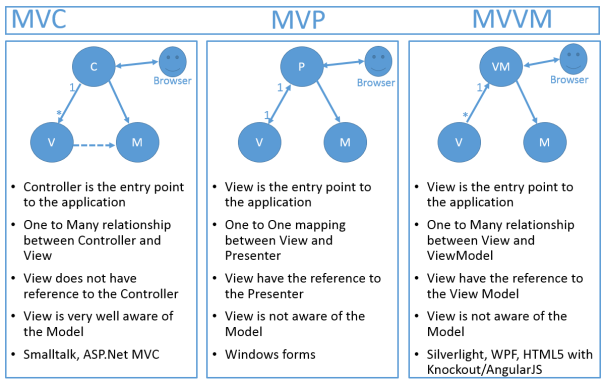 MVC
MVP
MVVM
C
Browser
1
*
V
M
• Controller is the entry point
to the application
• One to Many relationship
between Controller and
View
• View does not have
reference to the Controller
• View is very well aware of
the Model
• Smalltalk, ASP.Net MVC
P
Browser
1
1
V
M
• View is the entry point to
the application
• One to One mapping
between View and
Presenter
• View have the reference to
the Presenter
• View is not aware of the
Model
• Windows forms
VM
Browser
1
*
V
M
• View is the entry point to
the application
• One to Many relationship
between View and
ViewModel
• View have the reference to
the View Model
• View is not aware of the
Model
• Silverlight, WPF, HTML5 with
Knockout/AngularJS